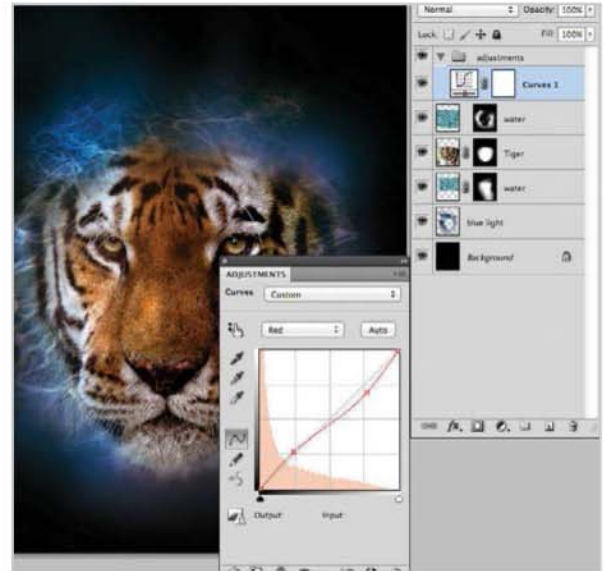 Normal Opacity: 100%
Lock: Fill: 100%
adjustments
Curves 1
water
Tiger
water
blue light
Background
ADJUSTMENTS
Curves Custom
Red Auto
Output: Input: